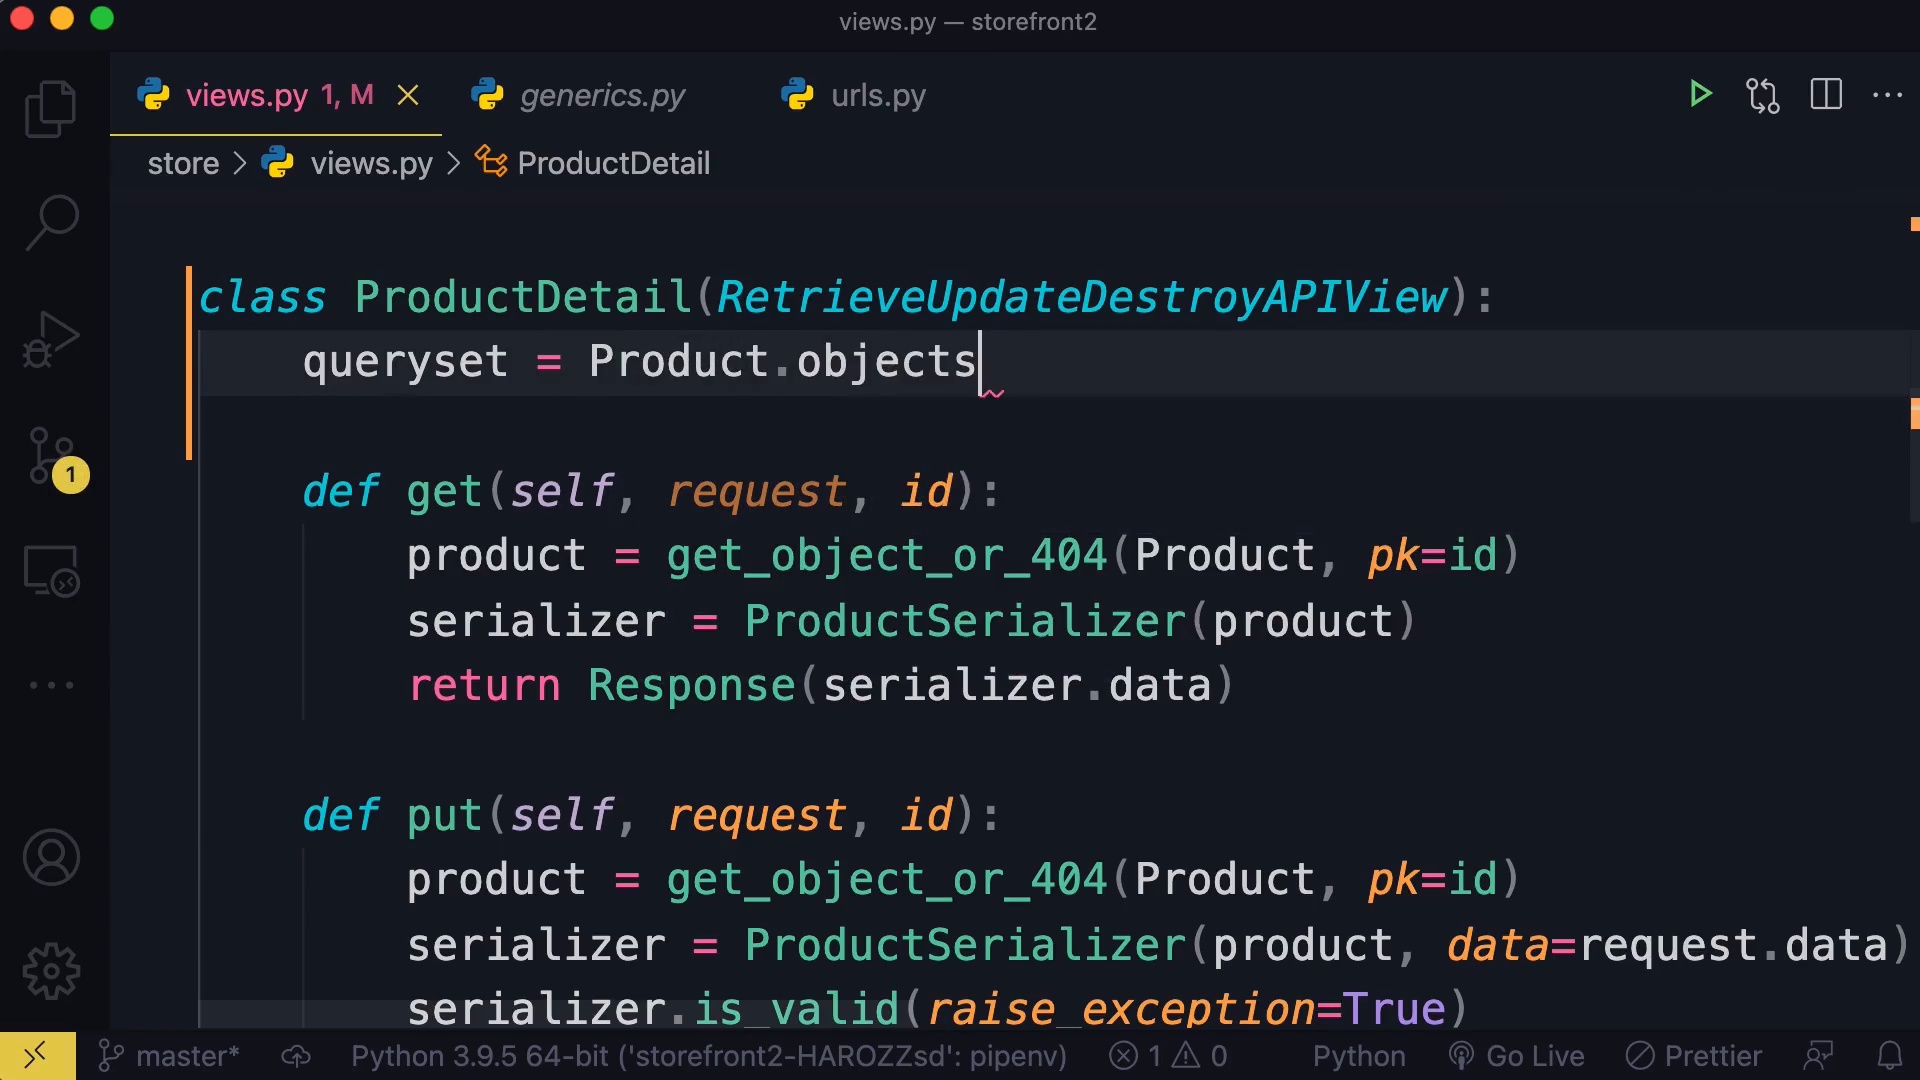 views.py — storefront2
views.py 1, M
generics.py
urls.py
store > views.py > ProductDetail
class ProductDetail(RetrieveUpdateDestroyAPIView):
queryset = Product.objects
def get(self, request, id):
product = get_object_or_404(Product, pk=id)
serializer = ProductSerializer(product)
return Response(serializer.data)
1
def put(self, request, id):
product = get_object_or_404(Product, pk=id)
serializer = ProductSerializer(product, data=request.data)
serializer.is_valid(raise_exception=True)
master* Python 3.9.5 64-bit ('storefront2-HAROZZsd': pipenv) 1 0 Python Go Live Prettier